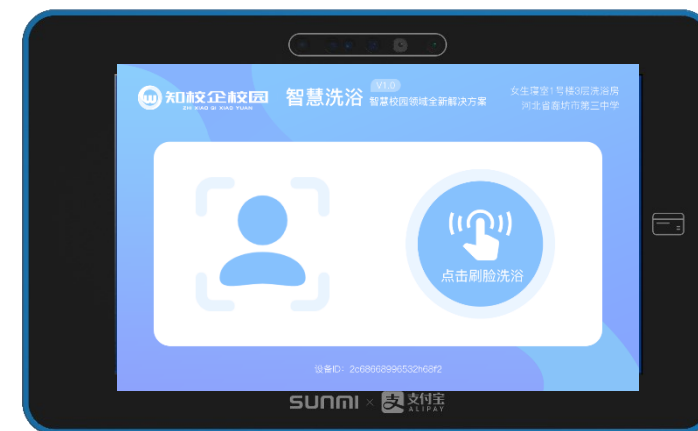 知校企校园
ZHI XIAO QI XIAO YUAN
智慧洗浴
V1.0
智慧校园领域全新解决方案
女生寝室1号楼3层洗浴房
河北省廊坊市第三中学
点击刷脸洗浴
设备ID: 2c68668996532h68f2
SUNMI × 支 支付宝
ALIPAY